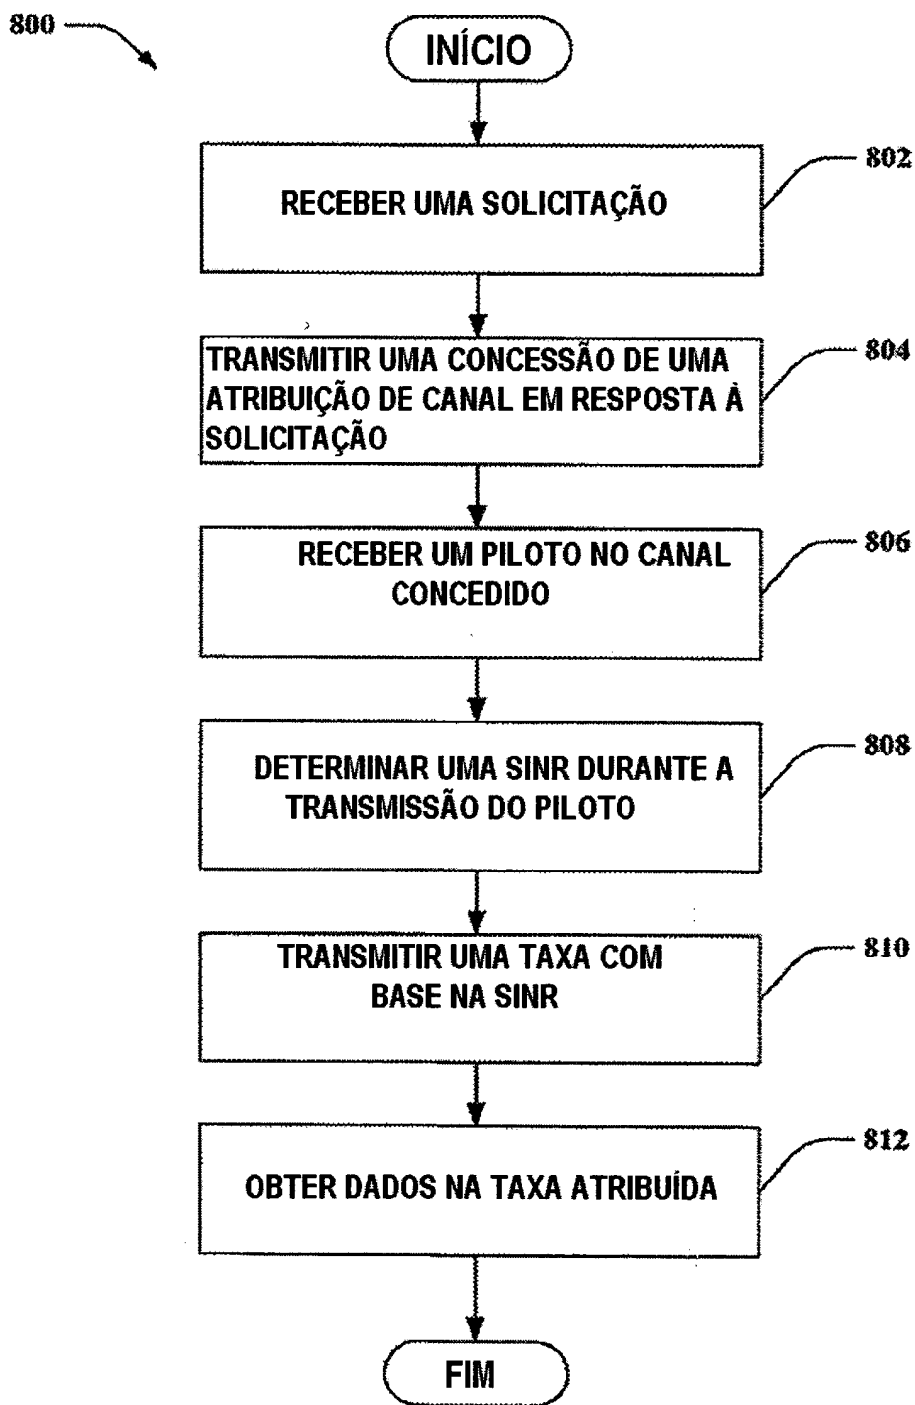 800
INÍCIO
802
RECEBER UMA SOLICITAÇÃO
804
TRANSMITIR UMA CONCESSÃO DE UMA
ATRIBUIÇÃO DE CANAL EM RESPOSTA À
SOLICITAÇÃO
806
RECEBER UM PILOTO NO CANAL
CONCEDIDO
808
DETERMINAR UMA SINR DURANTE A
TRANSMISSÃO DO PILOTO
810
TRANSMITIR UMA TAXA COM
BASE NA SINR
812
OBTER DADOS NA TAXA ATRIBUÍDA
FIM